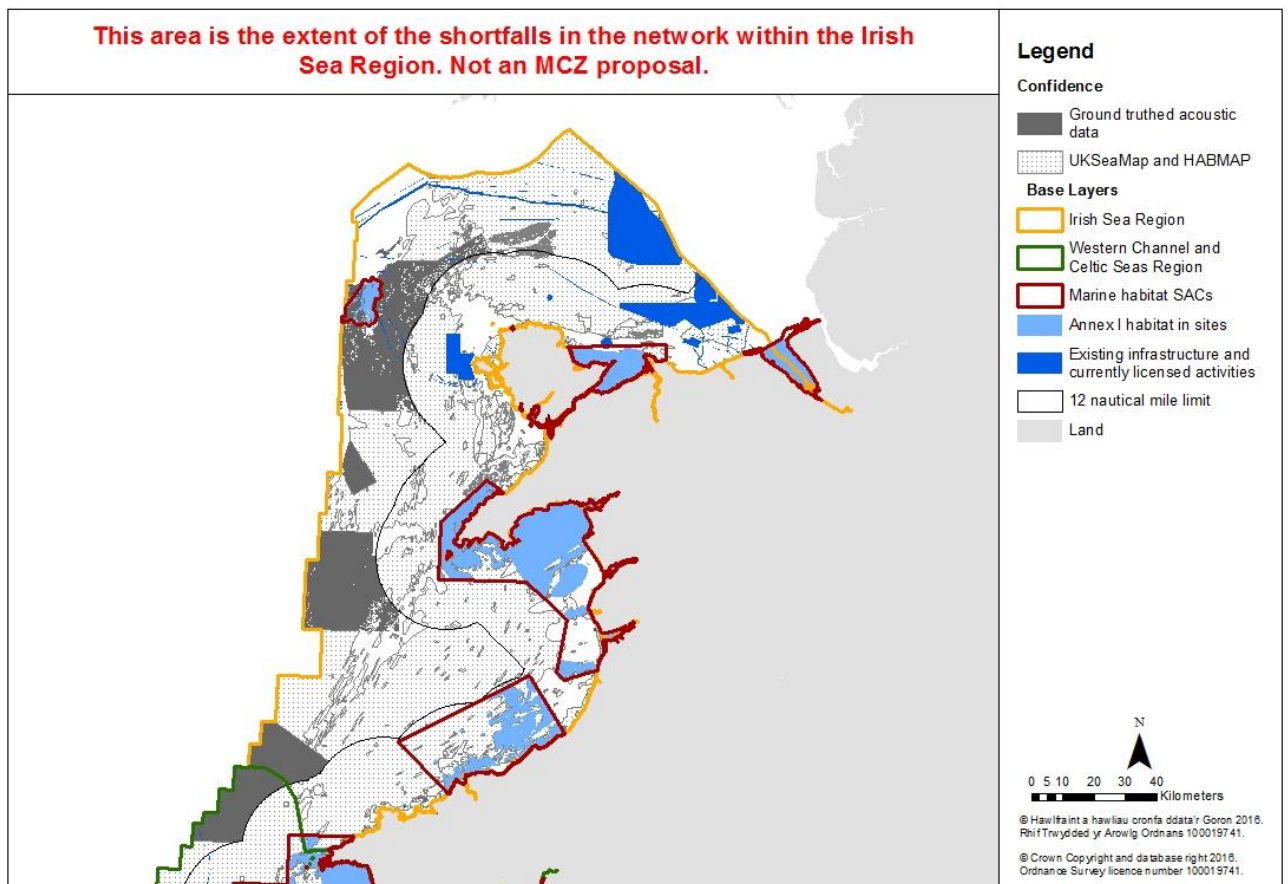 This area is the extent of the shortfalls in the network within the Irish
Sea Region. Not an MCZ proposal.
Legend
Confidence
Ground truthed acoustic
data
UKSeaMap and HABMAP
Base Layers
Irish Sea Region
Western Channel and
Celtic Seas Region
Marine habitat SACs
Annex I habitat in sites
Existing infrastructure and
currently licensed activities
12 nautical mile limit
Land
N
0 5 10 20 30 40
Kilometers
© Hawlfraint a hawliau cronfa ddata'r Goron 2016.
Rhif Trwydded yr Arowlg Ordnans 100019741.
© Crown Copyright and database right 2016.
Ordnance Survey licence number 100019741.